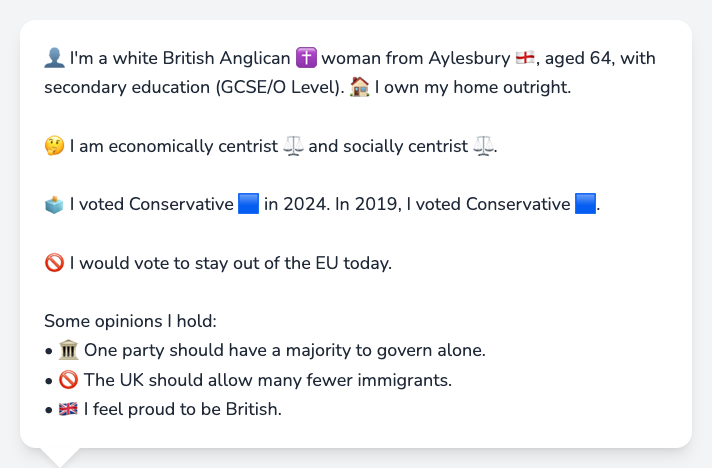 👤 I'm a white British Anglican ✝️ woman from Aylesbury 🏴󠁧󠁢󠁥󠁮󠁧󠁿, aged 64, with
secondary education (GCSE/O Level). 🏠 I own my home outright.
🤔 I am economically centrist ⚖️ and socially centrist ⚖️.
🗳️ I voted Conservative 🟦 in 2024. In 2019, I voted Conservative 🟦.
🚫 I would vote to stay out of the EU today.
Some opinions I hold:
• 🏛️ One party should have a majority to govern alone.
• 🚫 The UK should allow many fewer immigrants.
• 🇬🇧 I feel proud to be British.